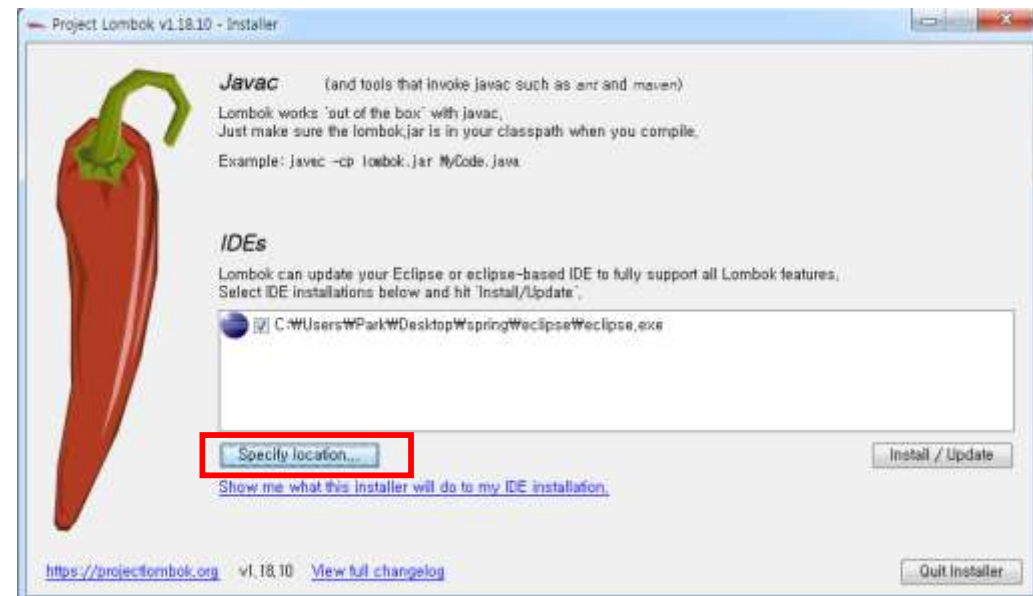 Project Lombok v1.18.10 - Installer
Javac (and tools that invoke javac such as ant and maven)
Lombok works 'out of the box' with javac,
Just make sure the lombok.jar is in your classpath when you compile,
Example: javac -cp lombok.jar MyCode.java
IDEs
Lombok can update your Eclipse or eclipse-based IDE to fully support all Lombok features,
Select IDE installations below and hit 'Install/Update',
C:₩Users₩Park₩Desktop₩spring₩eclipse₩eclipse,exe
Specify location...
Install / Update
Show me what this installer will do to my IDE installation,
https://projectlombok.org v1.18.10 View full changelog
Quit Installer